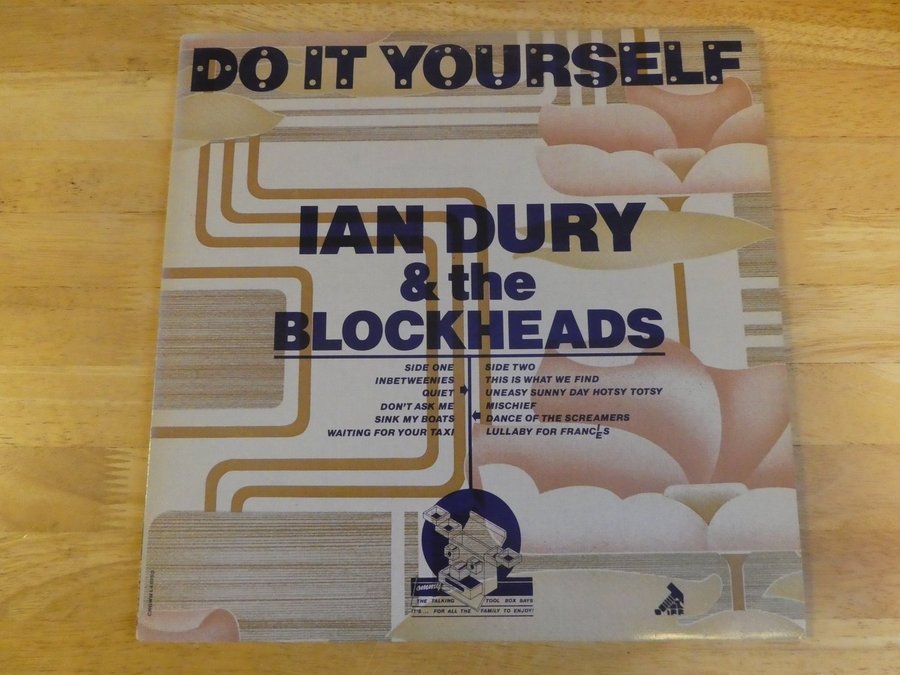 DO IT YOURSELF
IAN DURY
& the
BLOCKHEADS
SIDE ONE
INBETWEENIES
QUIET
DON'T ASK ME
SINK MY BOATS
WAITING FOR YOUR TAXI
SIDE TWO
THIS IS WHAT WE FIND
UNEASY SUNNY DAY HOTSY TOTSY
MISCHIEF
DANCE OF THE SCREAMERS
LULLABY FOR FRANCIES
THE TALKING TOOL BOX SAYS
IT'S... FOR ALL THE FAMILY TO ENJOY!